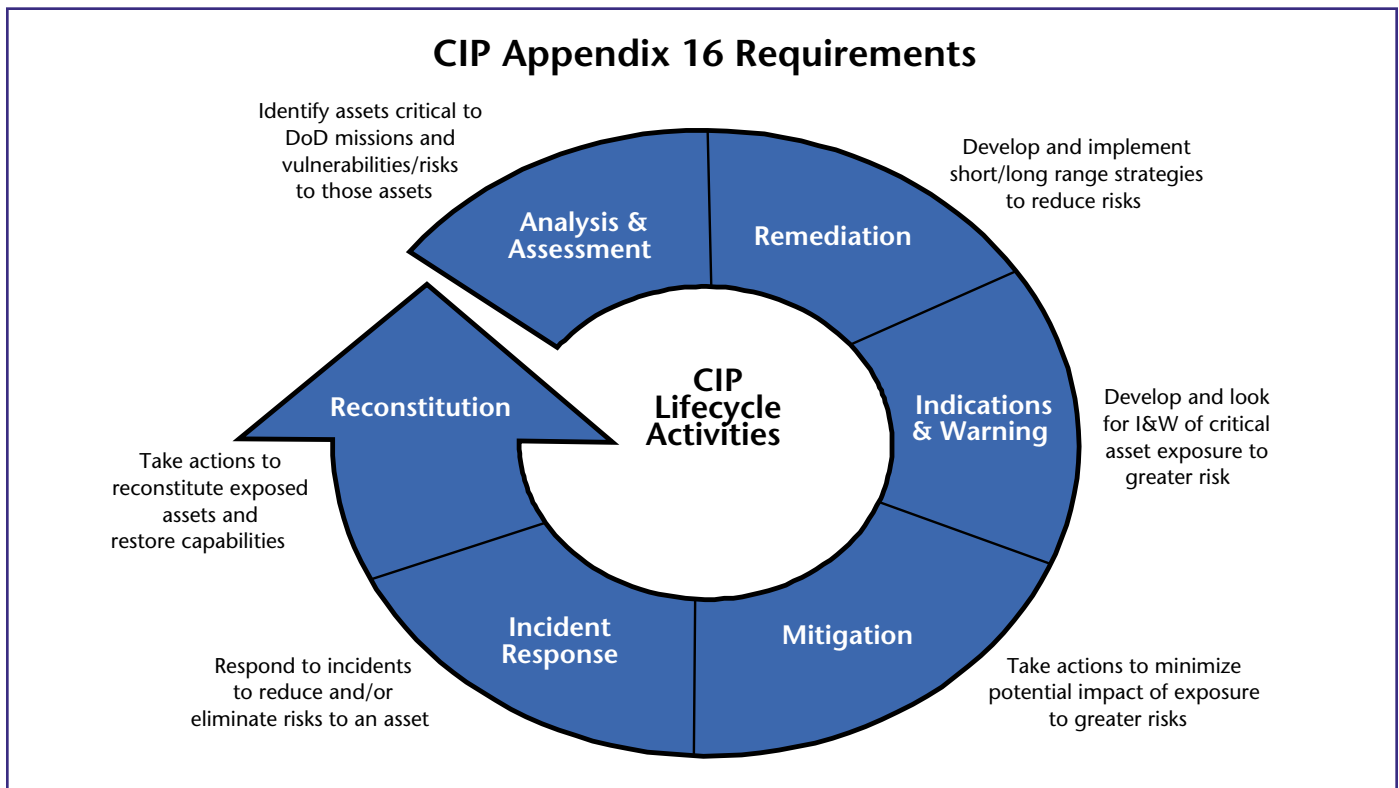 CIP Appendix 16 Requirements
Identify assets critical to
DoD missions and
vulnerabilities/risks
to those assets
Analysis &
Assessment
Remediation
Develop and implement
short/long range strategies
to reduce risks
Indications
& Warning
Develop and look
for I&W of critical
asset exposure to
greater risk
Mitigation
Take actions to minimize
potential impact of exposure
to greater risks
Incident
Response
Respond to incidents
to reduce and/or
eliminate risks to an asset
Reconstitution
Take actions to
reconstitute exposed
assets and
restore capabilities
CIP
Lifecycle
Activities